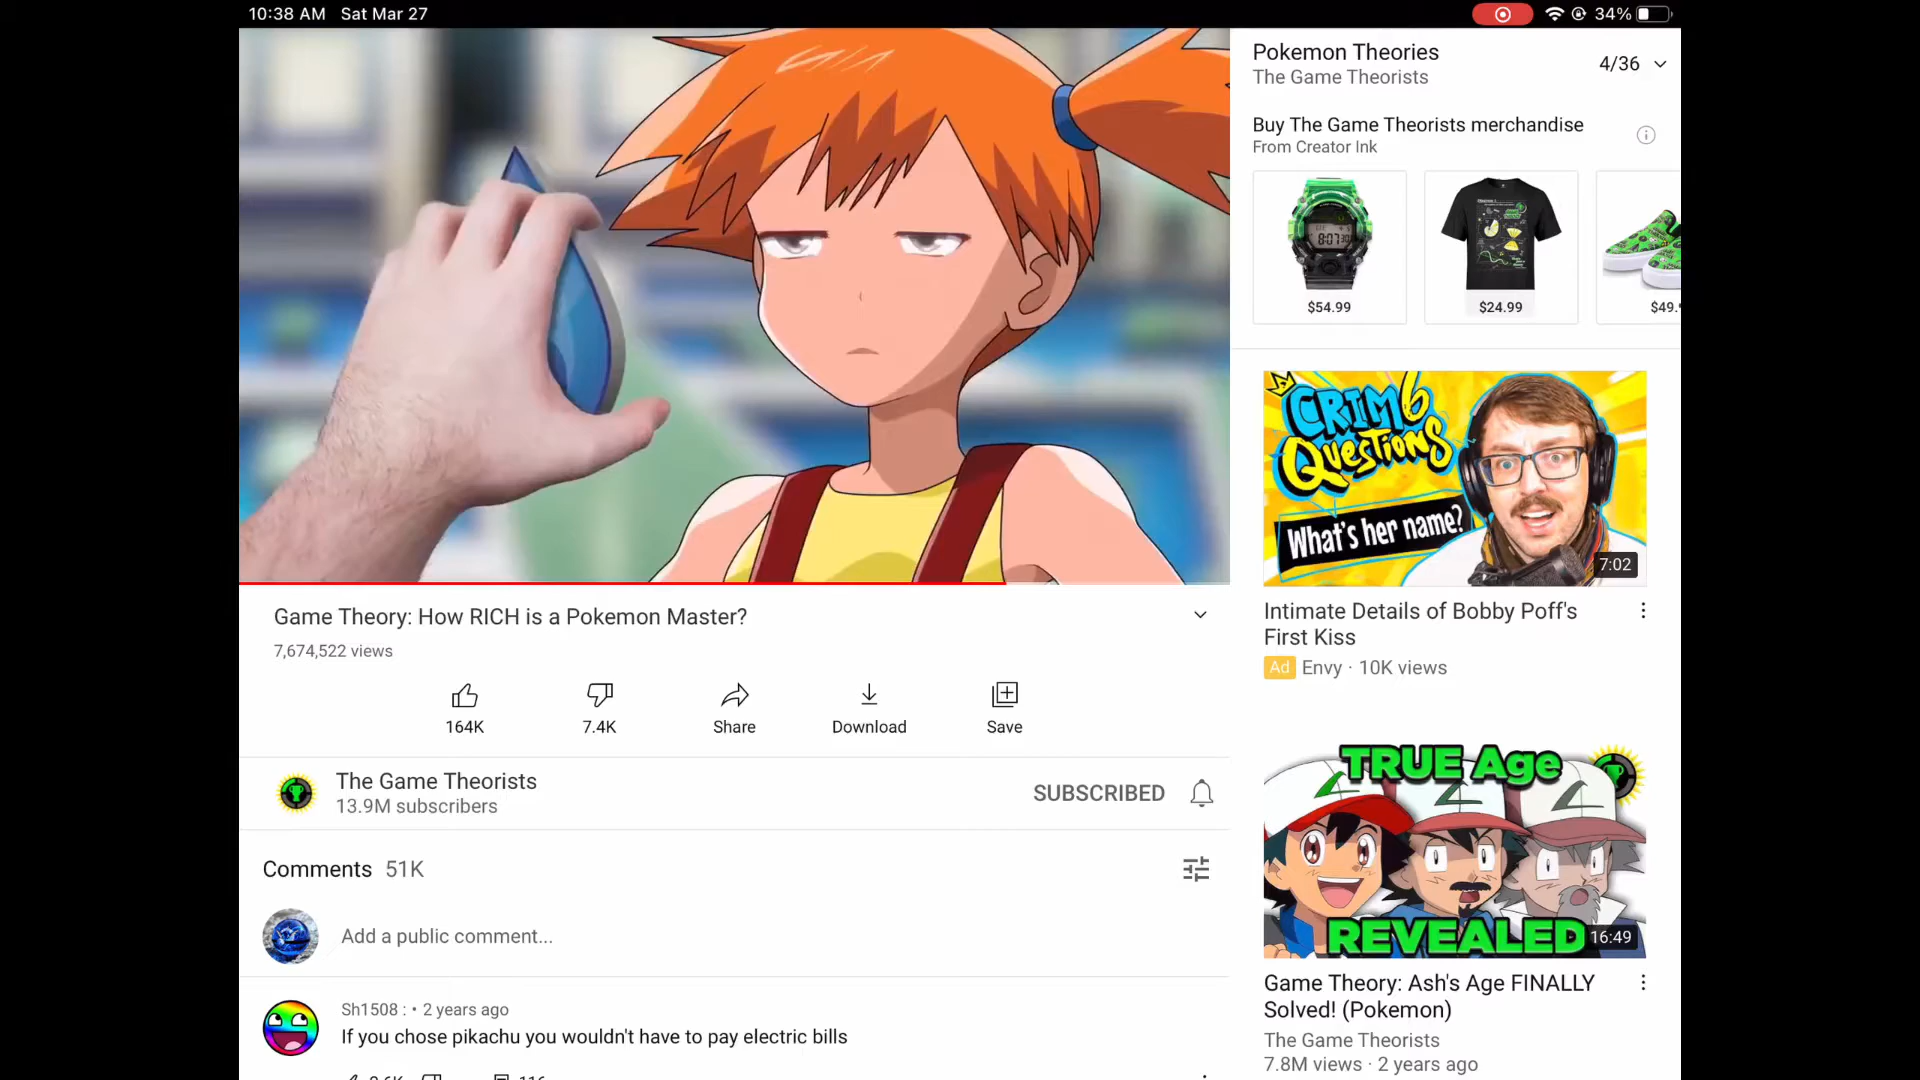 10:38 AM Sat Mar 27
34%
Pokemon Theories
The Game Theorists
4/36
Buy The Game Theorists merchandise
From Creator Ink
8:07
$54.99
$24.99
$49.
CRIM6
QuesTionS
What's her name?
7:02
Intimate Details of Bobby Poff's
First Kiss
Ad Envy · 10K views
Game Theory: How RICH is a Pokemon Master?
7,674,522 views
164K
7.4K
Share
Download
Save
The Game Theorists
13.9M subscribers
SUBSCRIBED
Comments 51K
Add a public comment...
Sh1508 : • 2 years ago
If you chose pikachu you wouldn't have to pay electric bills
TRUE Age
REVEALED
16:49
Game Theory: Ash's Age FINALLY
Solved! (Pokemon)
The Game Theorists
7.8M views · 2 years ago